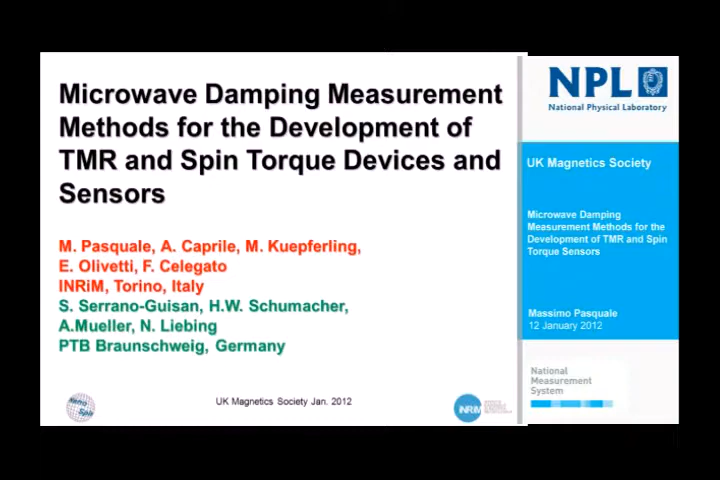 Microwave Damping Measurement
Methods for the Development of
TMR and Spin Torque Devices and
Sensors
M. Pasquale, A. Caprile, M. Kuepferling,
E. Olivetti, F. Celegato
INRiM, Torino, Italy
S. Serrano-Guisan, H.W. Schumacher,
A.Mueller, N. Liebing
PTB Braunschweig, Germany
UK Magnetics Society Jan. 2012
INRiM
NPL
National Physical Laboratory
UK Magnetics Society
Microwave Damping
Measurement Methods for the
Development of TMR and Spin
Torque Sensors
Massimo Pasquale
12 January 2012
National
Measurement
System